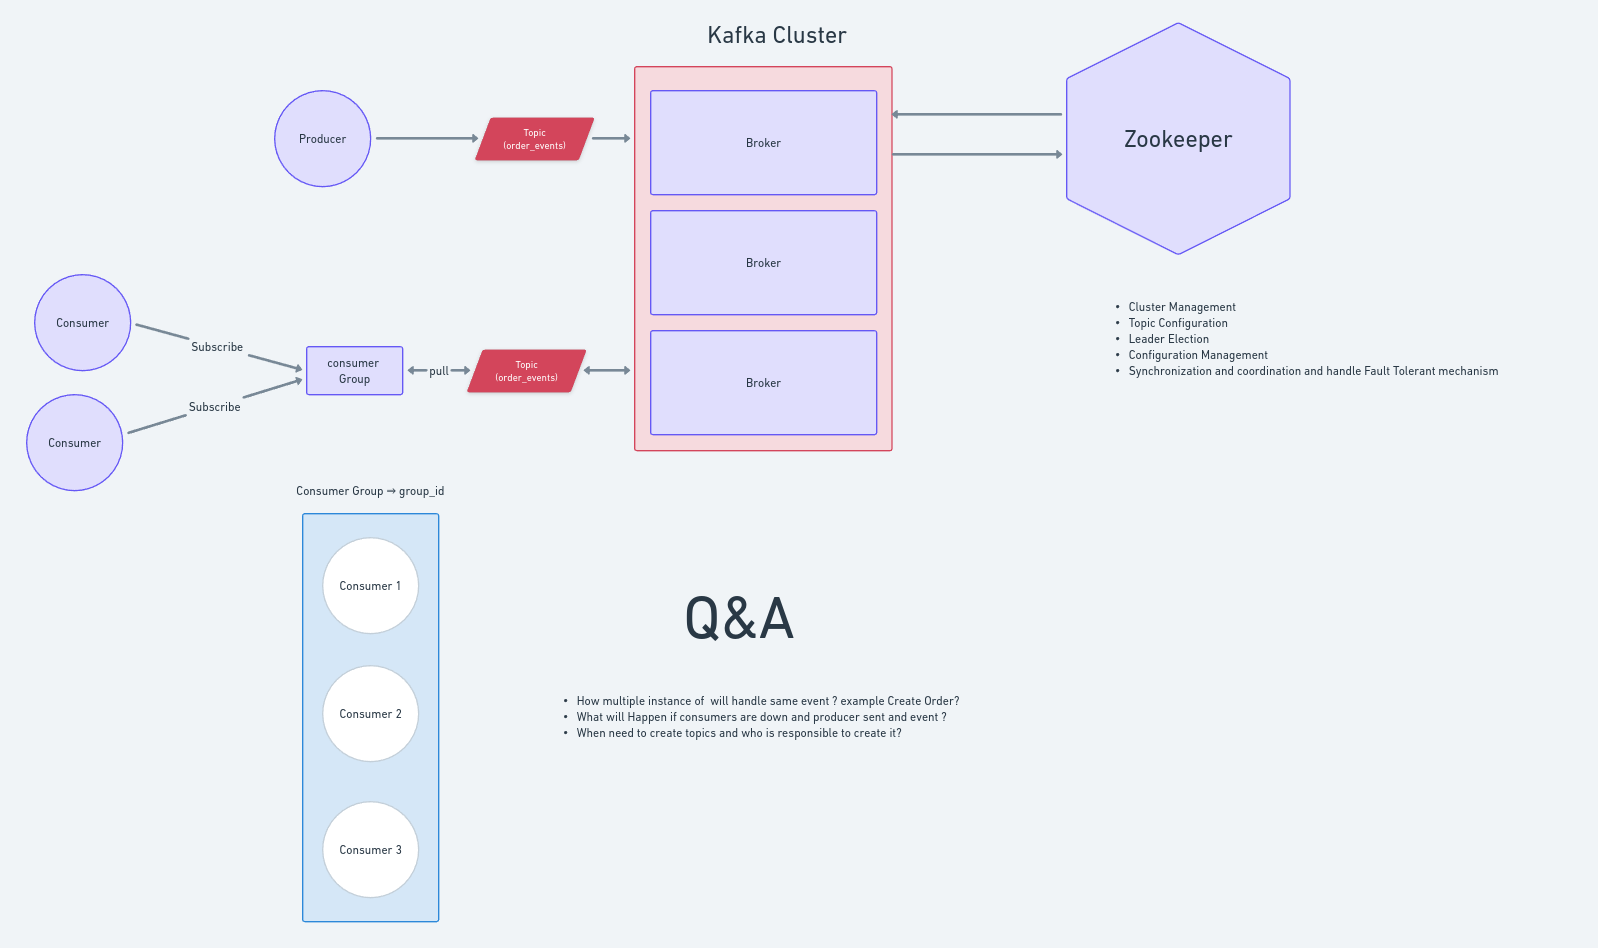 Kafka Cluster
Producer
Topic
(order_events)
Broker
Zookeeper
Broker
Broker
Consumer
Subscribe
Consumer
Subscribe
consumer
Group
pull
Topic
(order_events)
• Cluster Management
• Topic Configuration
• Leader Election
• Configuration Management
• Synchronization and coordination and handle Fault Tolerant mechanism
Consumer Group → group_id
Consumer 1
Consumer 2
Consumer 3
Q&A
• How multiple instance of  will handle same event ? example Create Order?
• What will Happen if consumers are down and producer sent and event ?
• When need to create topics and who is responsible to create it?